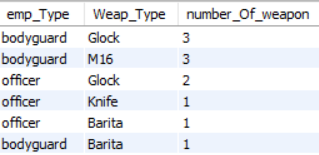 emp_Type Weap_Type number_Of_weapon
bodyguard Glock 3
bodyguard M16 3
officer Glock 2
officer Knife 1
officer Barita 1
bodyguard Barita 1